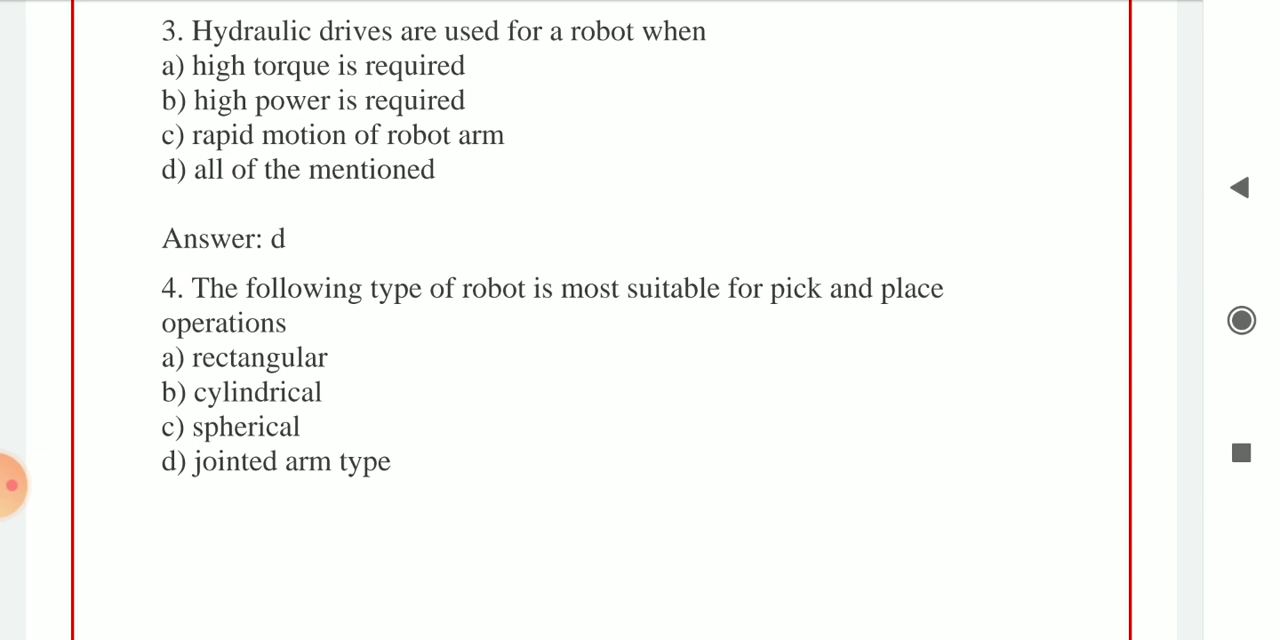 3. Hydraulic drives are used for a robot when
a) high torque is required
b) high power is required
c) rapid motion of robot arm
d) all of the mentioned
Answer: d
4. The following type of robot is most suitable for pick and place
operations
a) rectangular
b) cylindrical
c) spherical
d) jointed arm type